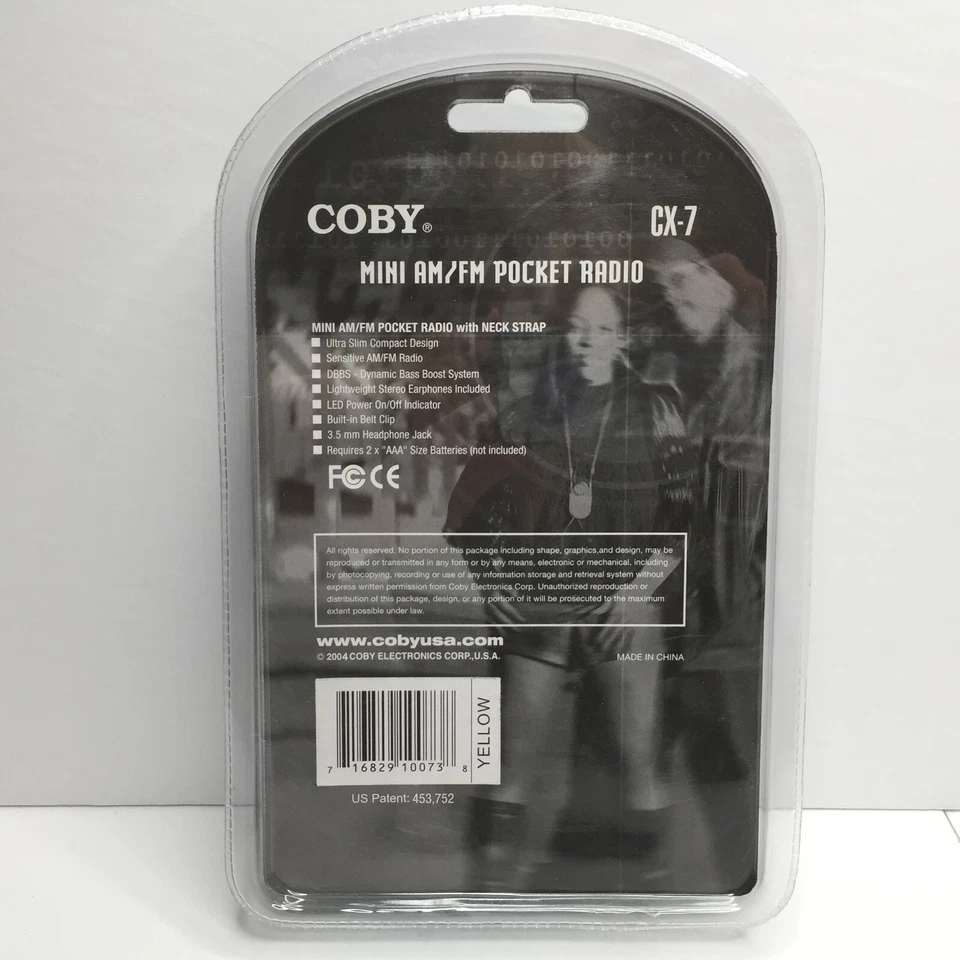 COBY®
CX-7
MINI AM/FM POCKET RADIO
MINI AM/FM POCKET RADIO with NECK STRAP
Ultra Slim Compact Design
Sensitive AM/FM Radio
DBBS - Dynamic Bass Boost System
Lightweight Stereo Earphones Included
LED Power On/Off Indicator
Built-in Belt Clip
3.5 mm Headphone Jack
Requires 2 x "AAA" Size Batteries (not included)
FC CE
All rights reserved. No portion of this package including shape, graphics,and design, may be
reproduced or transmitted in any form or by any means, electronic or mechanical, including
by photocopying, recording or use of any information storage and retrieval system without
express written permission from Coby Electronics Corp. Unauthorized reproduction or
distribution of this package, design, or any portion of it will be prosecuted to the maximum
extent possible under law.
www.cobyusa.com
© 2004 COBY ELECTRONICS CORP.,U.S.A.
MADE IN CHINA
7 16829 10073 8
YELLOW
US Patent: 453,752